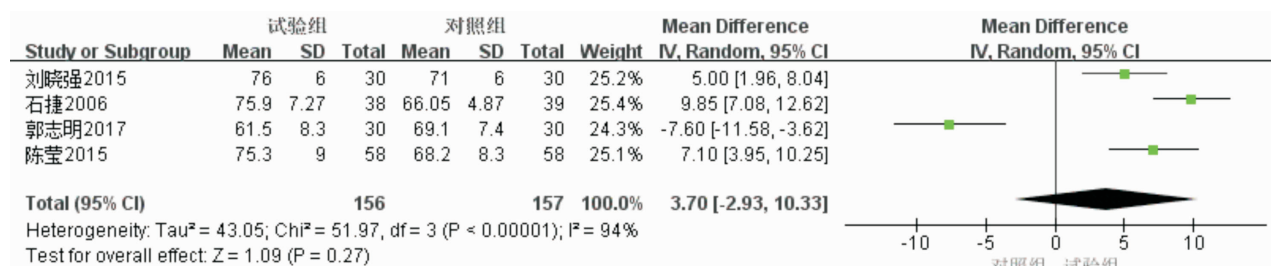 试验组 对照组 Mean Difference Mean Difference
Study or Subgroup Mean SD Total Mean SD Total Weight IV, Random, 95% CI IV, Random, 95% CI
刘晓强2015 76 6 30 71 6 30 25.2% 5.00 [1.96, 8.04]
石捷2006 75.9 7.27 38 66.05 4.87 39 25.4% 9.85 [7.08, 12.62]
郭志明2017 61.5 8.3 30 69.1 7.4 30 24.3% -7.60 [-11.58, -3.62]
陈莹2015 75.3 9 58 68.2 8.3 58 25.1% 7.10 [3.95, 10.25]
Total (95% CI) 156 157 100.0% 3.70 [-2.93, 10.33]
Heterogeneity: Tau² = 43.05; Chi² = 51.97, df = 3 (P < 0.00001); I² = 94%
Test for overall effect: Z = 1.09 (P = 0.27)
-10 -5 0 5 10
对照组 试验组